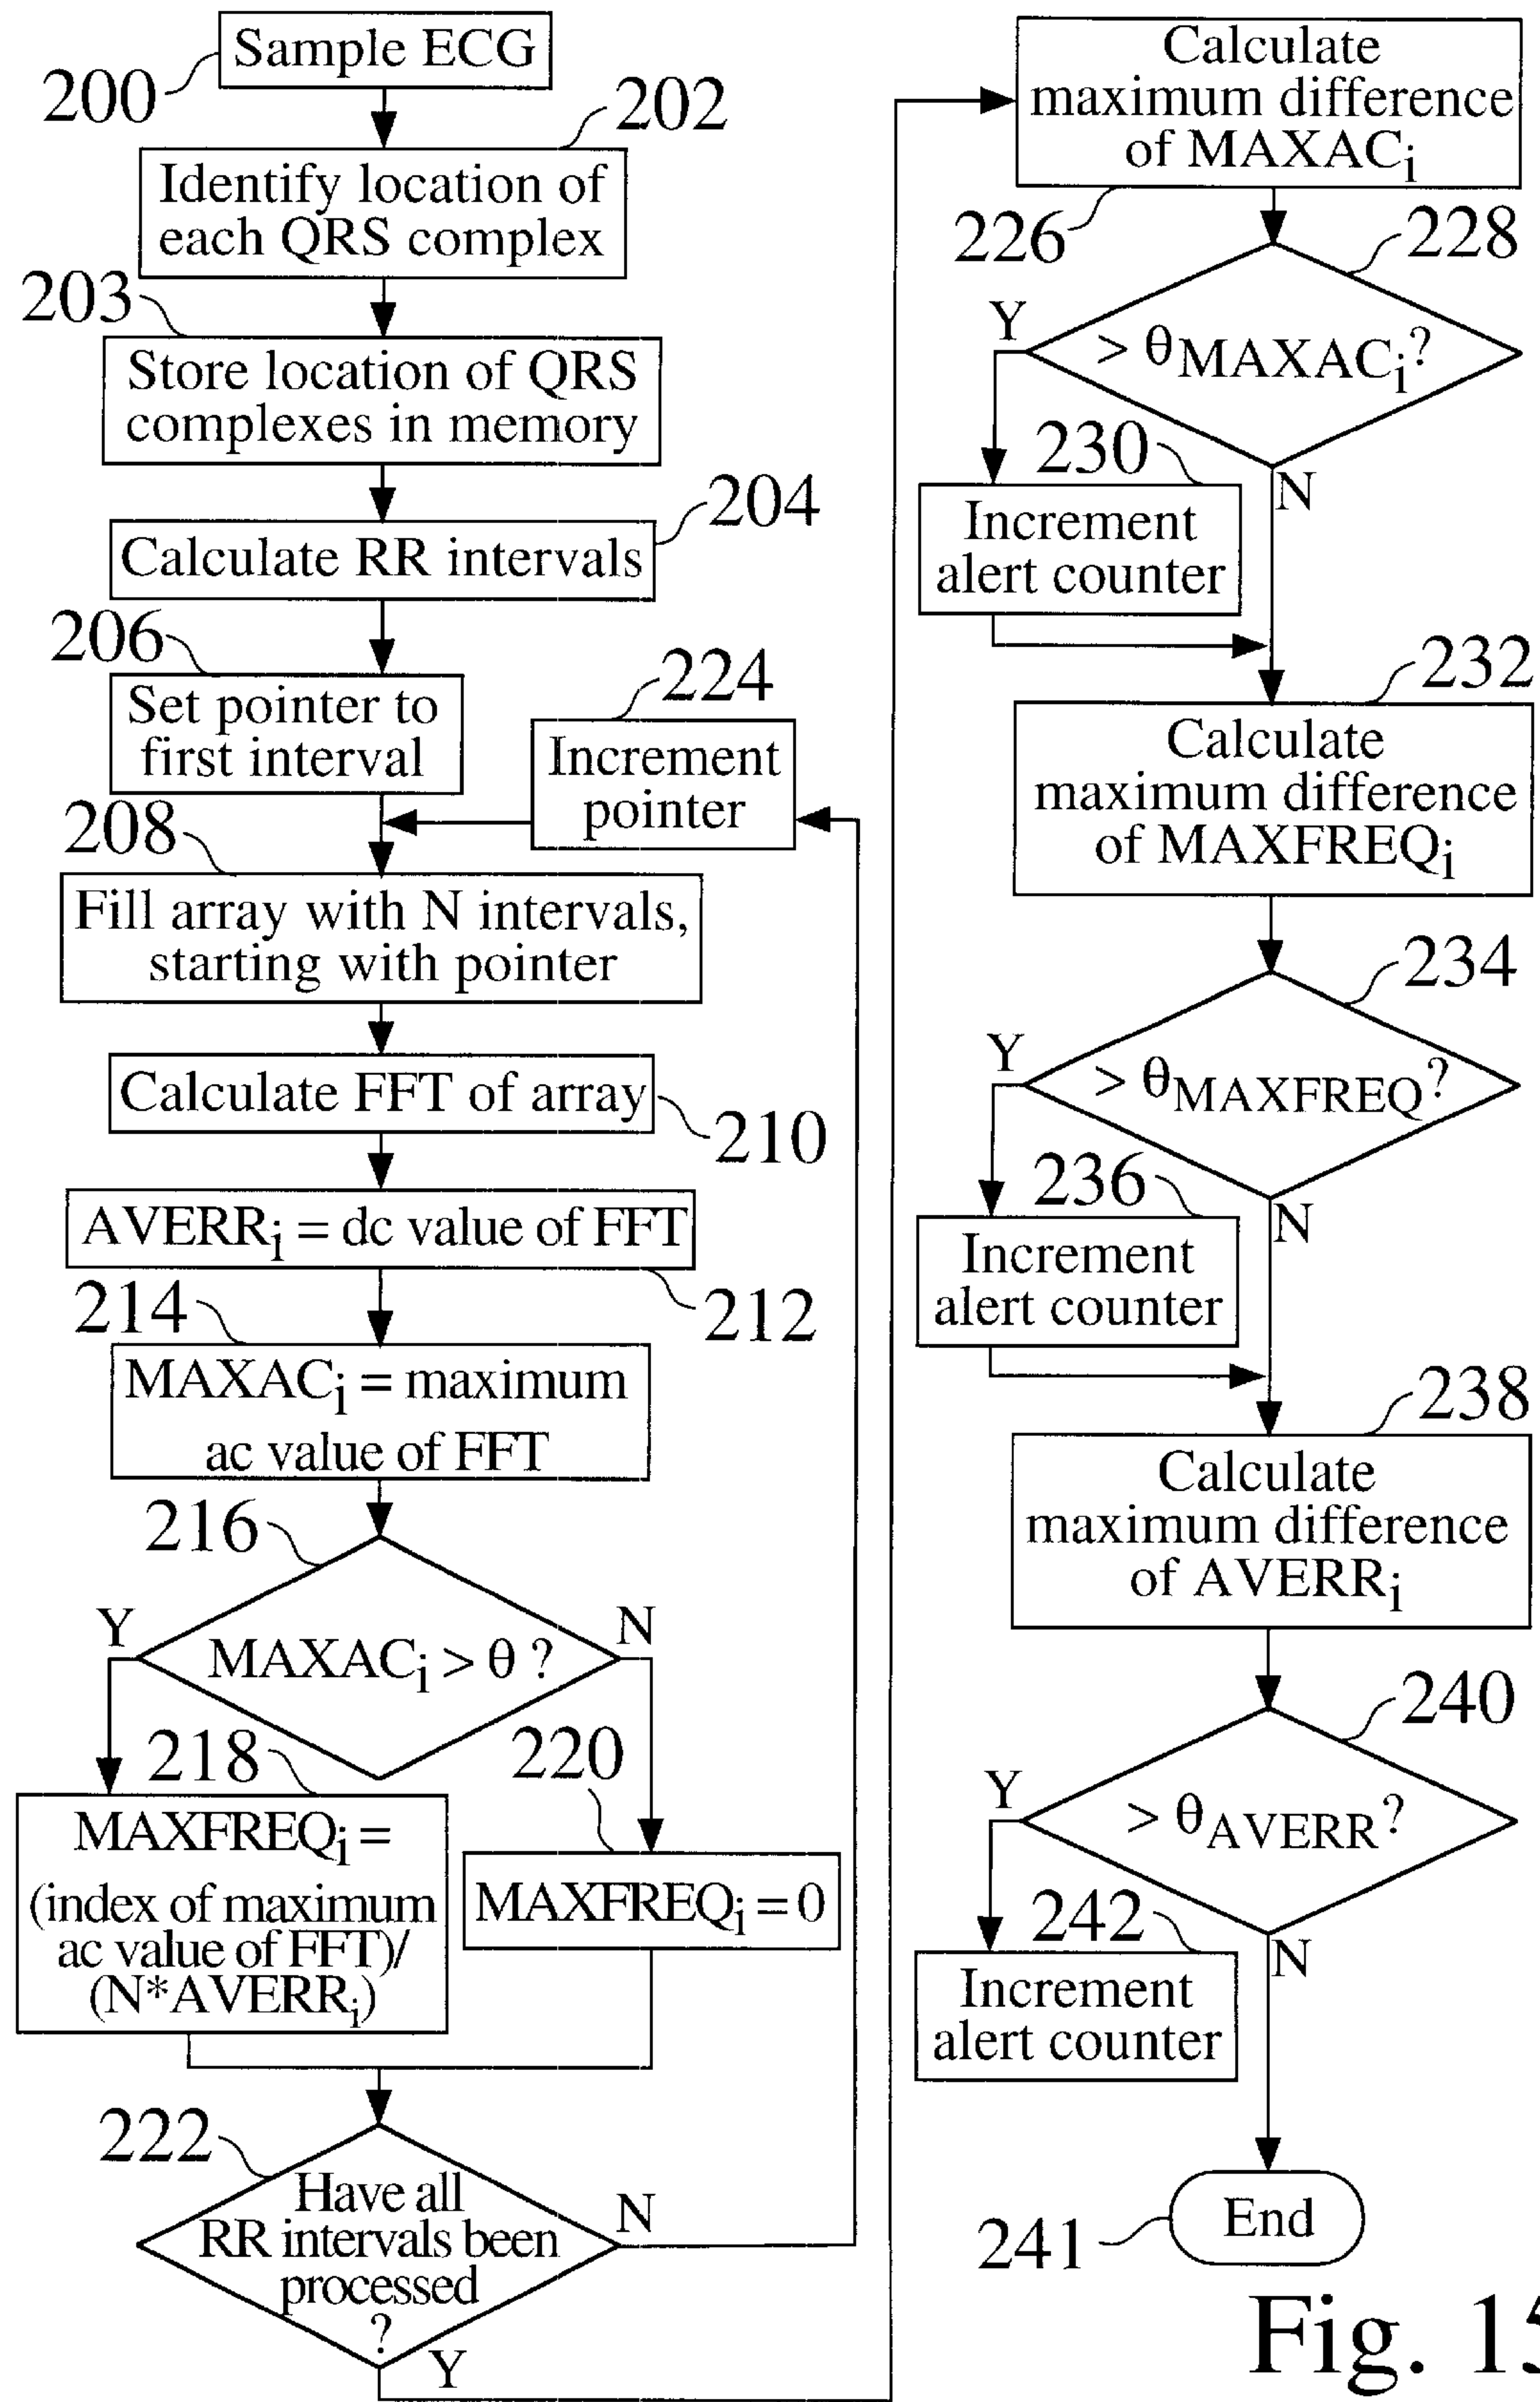 Sample ECG
200
202
Identify location of
each QRS complex
203
Store location of QRS
complexes in memory
204
Calculate RR intervals
206
Set pointer to
first interval
224
Increment
pointer
208
Fill array with N intervals,
starting with pointer
Calculate FFT of array
210
AVERRi = dc value of FFT
212
214
MAXACi = maximum
ac value of FFT
216
Y
N
MAXACi > θ ?
218
MAXFREQi =
(index of maximum
ac value of FFT)/
(N*AVERRi)
220
MAXFREQi = 0
222
Have all
RR intervals been
processed
?
N
Y
Calculate
maximum difference
of MAXACi
226
228
Y
> θMAXACi?
N
230
Increment
alert counter
232
Calculate
maximum difference
of MAXFREQi
234
Y
> θMAXFREQ?
N
236
Increment
alert counter
238
Calculate
maximum difference
of AVERRi
240
Y
> θAVERR?
N
242
Increment
alert counter
End
241
Fig. 15